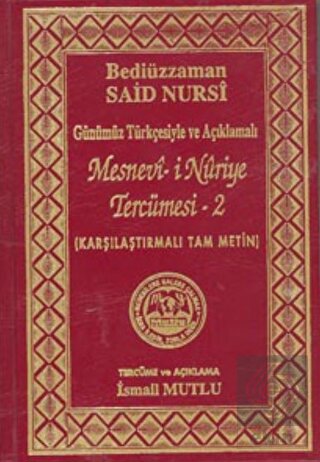 Bediüzzaman
SAİD NURSÎ
Günümüz Türkçesiyle ve Açıklamalı
Mesnevî-i Nûriye
Tercümesi - 2
(KARŞILAŞTIRMALI TAM METİN)
TERCÜME ve AÇIKLAMA
İsmail MUTLU